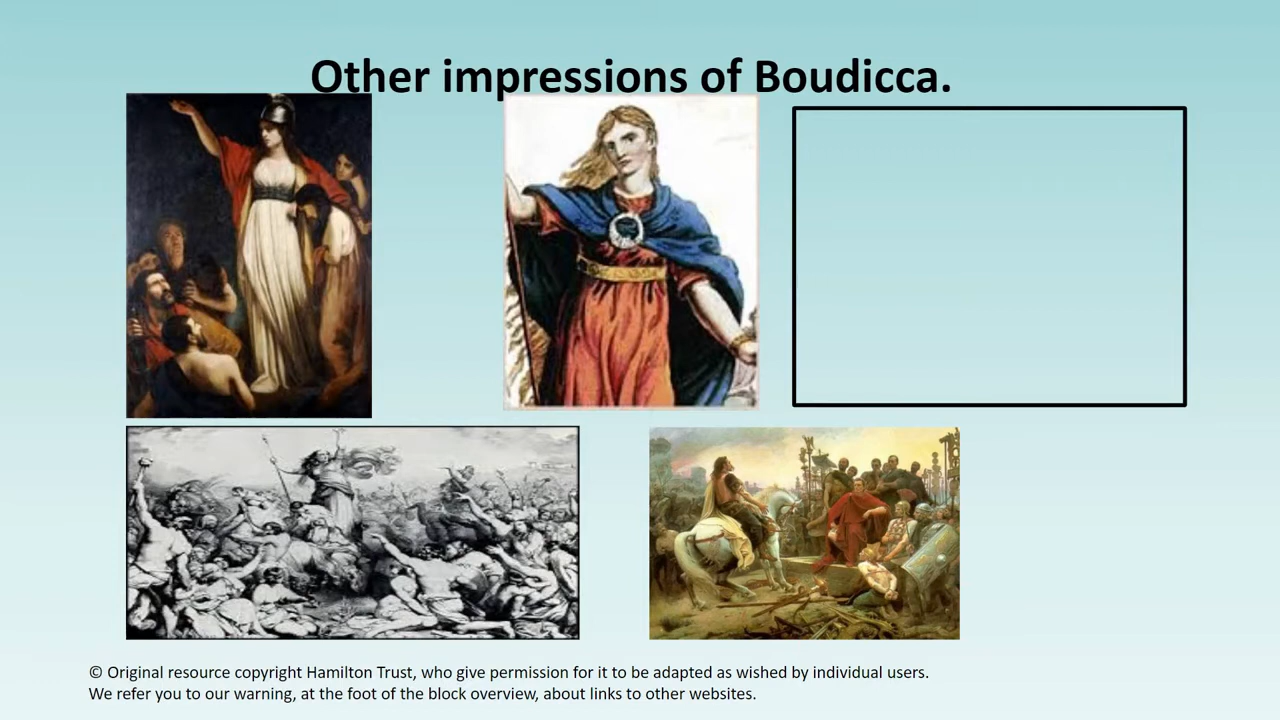 Other impressions of Boudicca.
© Original resource copyright Hamilton Trust, who give permission for it to be adapted as wished by individual users.
We refer you to our warning, at the foot of the block overview, about links to other websites.